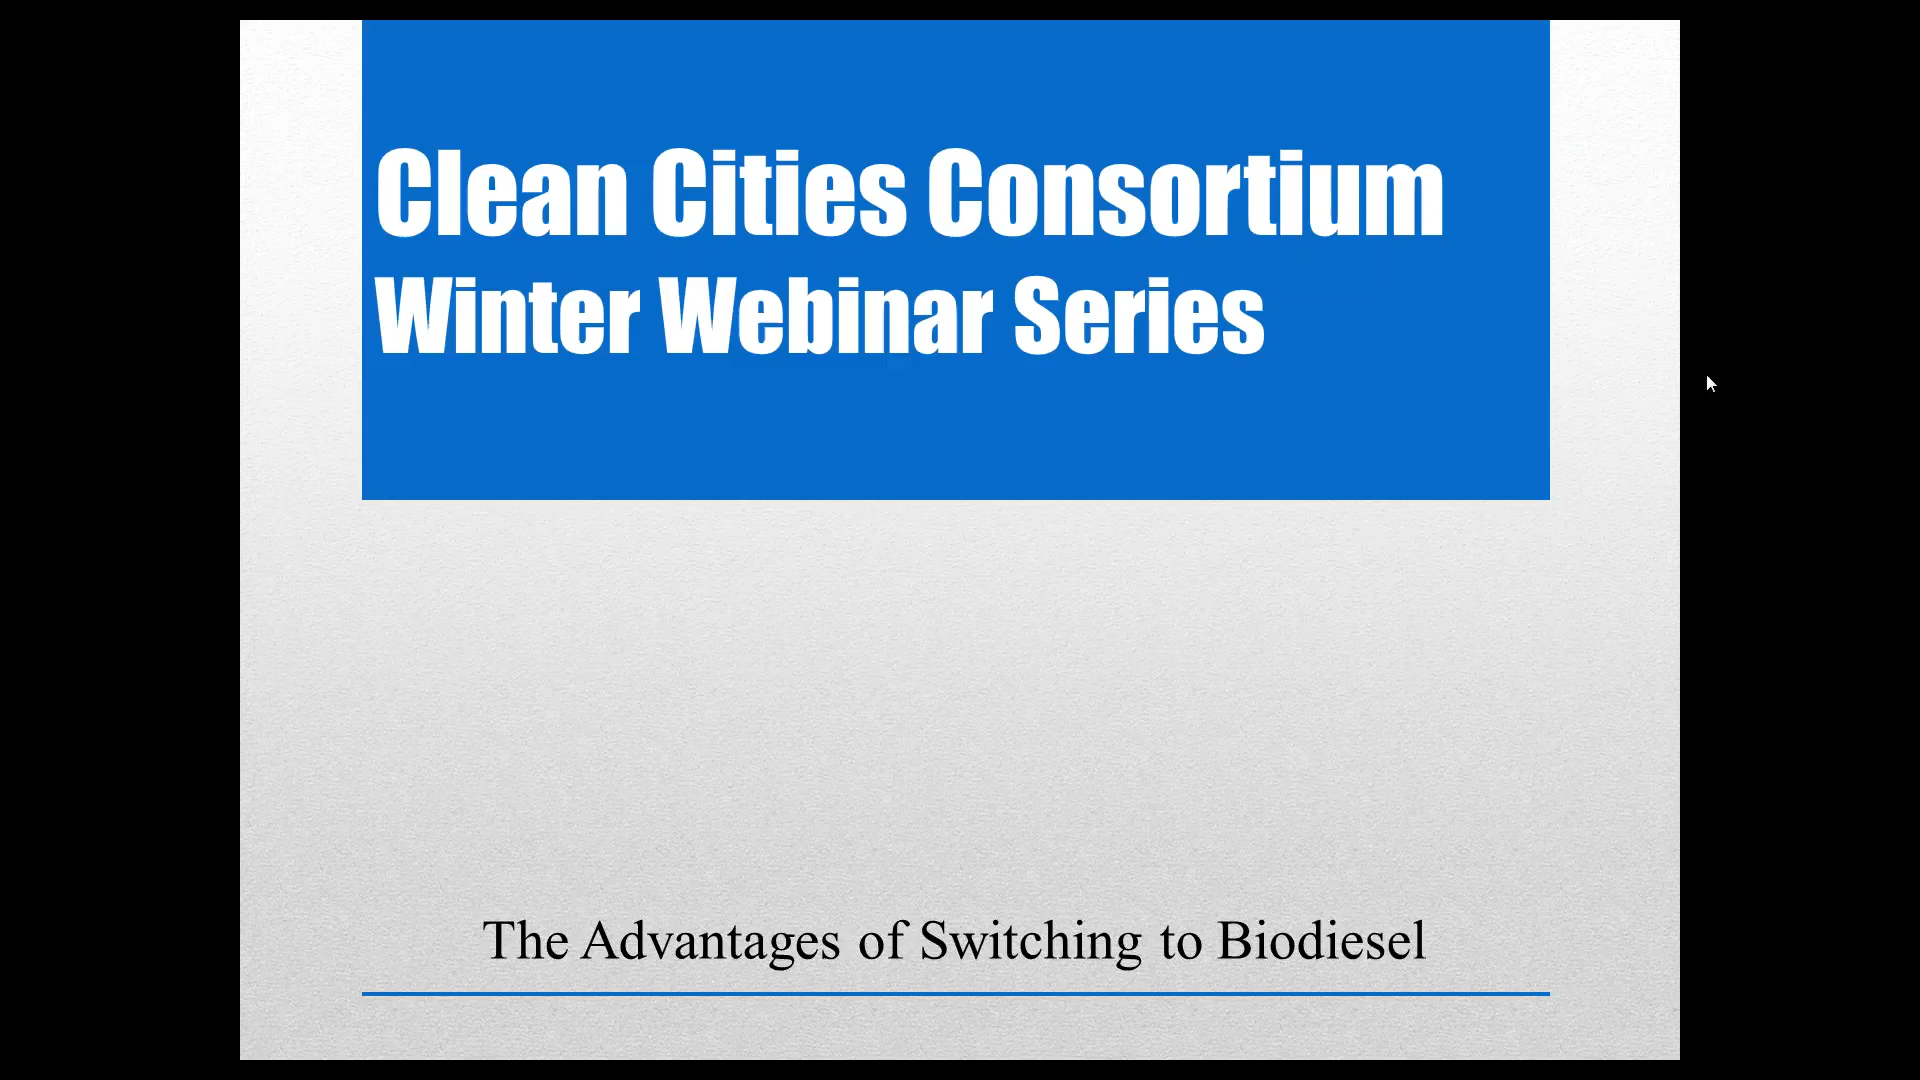 Clean Cities Consortium
Winter Webinar Series
The Advantages of Switching to Biodiesel